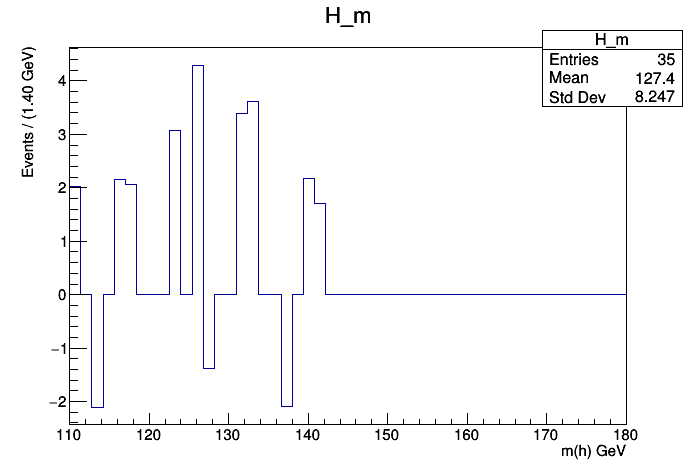 H_m
H_m
Entries 35
Mean 127.4
Std Dev 8.247
Events / (1.40 GeV)
4
3
2
1
0
−1
−2
110 120 130 140 150 160 170 180
m(h) GeV